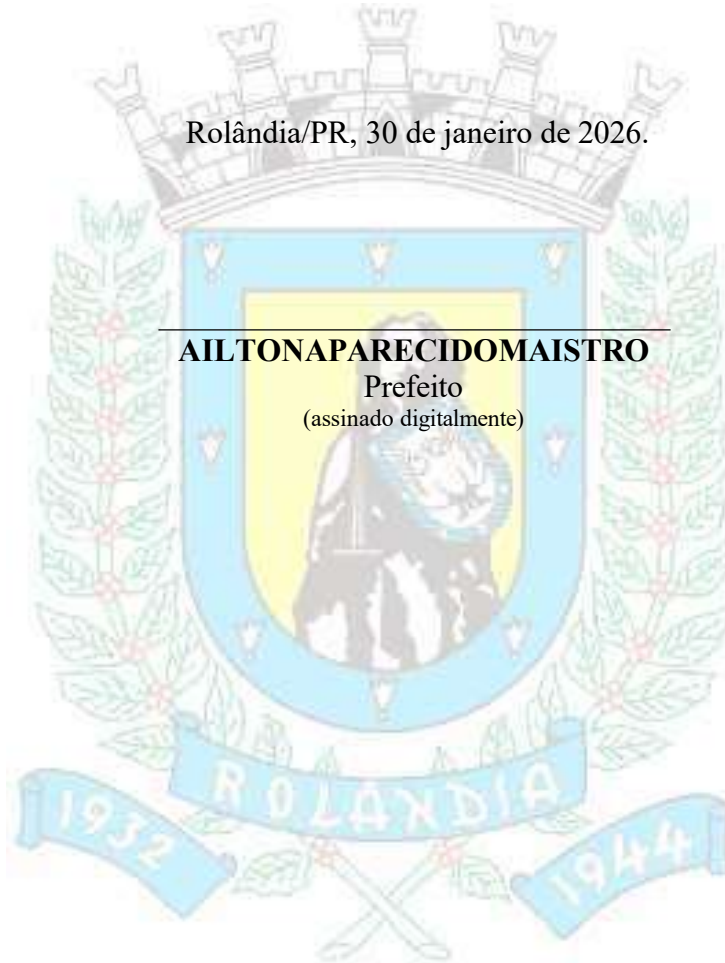 Rolândia/PR, 30 de janeiro de 2026.
AILTONAPARECIDOMAISTRO
Prefeito
(assinado digitalmente)
ROLÂNDIA
1932
1944